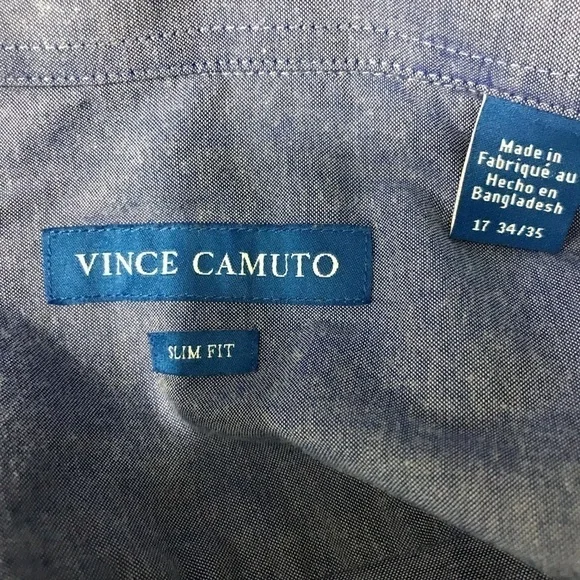 Made in
Fabriqué au
Hecho en
Bangladesh
17 34/35
VINCE CAMUTO
SLIM FIT